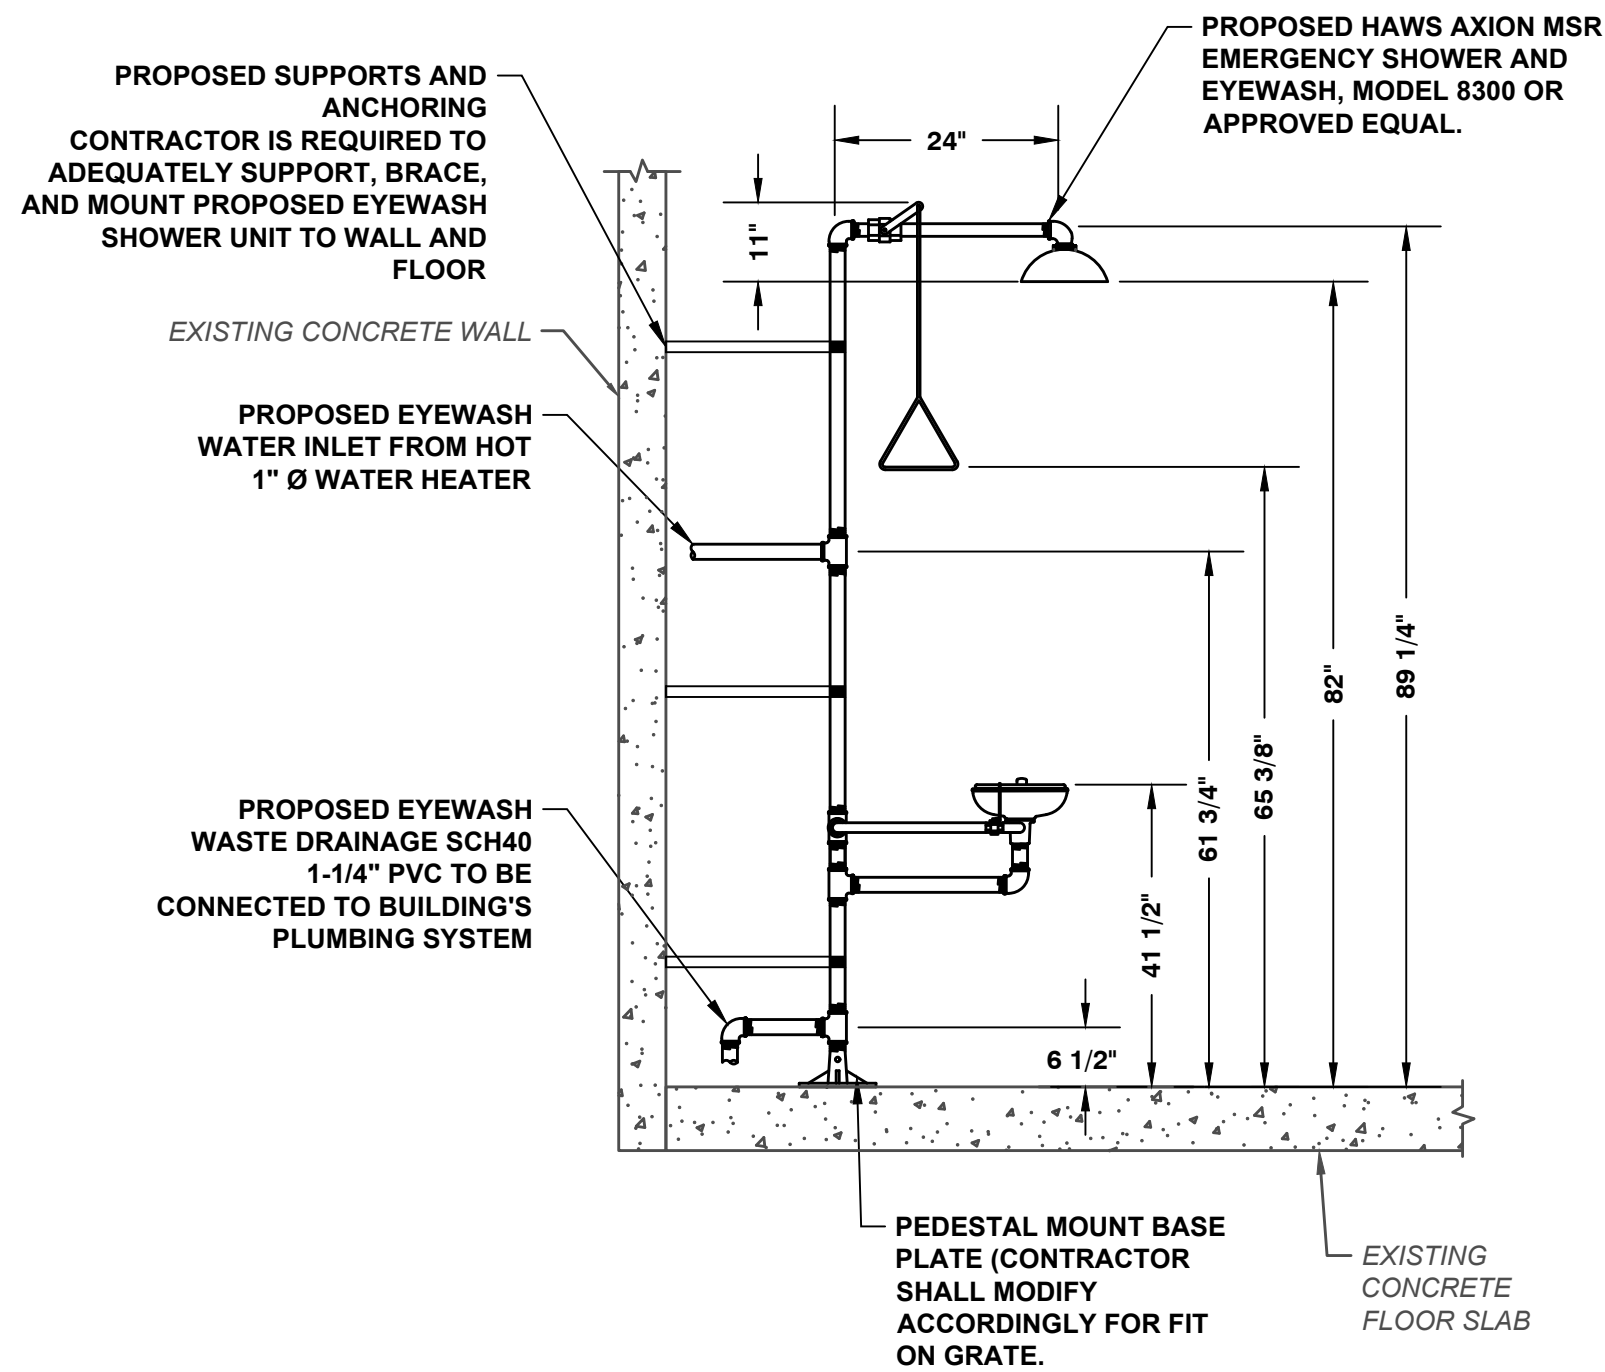 PROPOSED HAWS AXION MSR
EMERGENCY SHOWER AND
EYEWASH, MODEL 8300 OR
APPROVED EQUAL.
PROPOSED SUPPORTS AND
ANCHORING
CONTRACTOR IS REQUIRED TO
ADEQUATELY SUPPORT, BRACE,
AND MOUNT PROPOSED EYEWASH
SHOWER UNIT TO WALL AND
FLOOR
24"
11"
EXISTING CONCRETE WALL
PROPOSED EYEWASH
WATER INLET FROM HOT
1" Ø WATER HEATER
PROPOSED EYEWASH
WASTE DRAINAGE SCH40
1-1/4" PVC TO BE
CONNECTED TO BUILDING'S
PLUMBING SYSTEM
6 1/2"
41 1/2"
61 3/4"
65 3/8"
82"
89 1/4"
PEDESTAL MOUNT BASE
PLATE (CONTRACTOR
SHALL MODIFY
ACCORDINGLY FOR FIT
ON GRATE.
EXISTING
CONCRETE
FLOOR SLAB